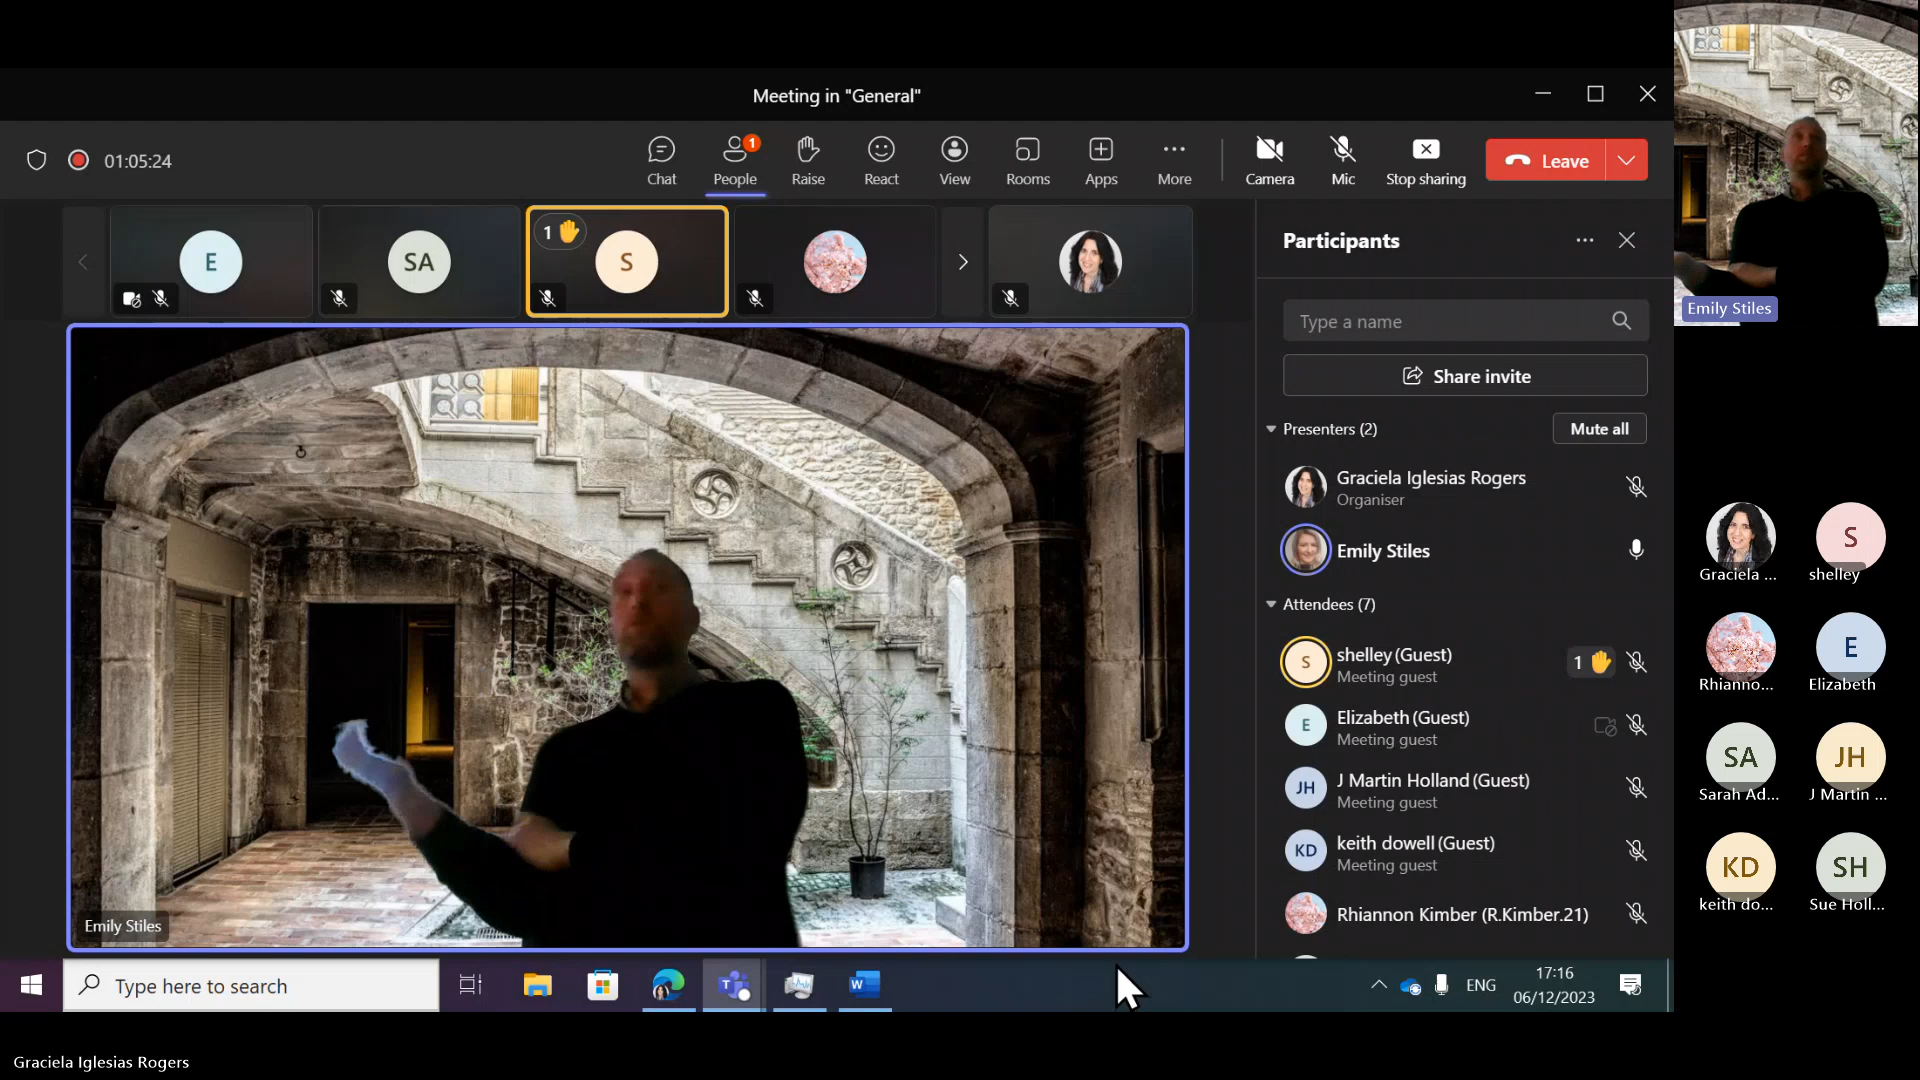 Meeting in "General"
01:05:24
Chat
People
1
Raise
React
View
Rooms
Apps
More
Camera
Mic
Stop sharing
Leave
E
SA
1
S
Participants
Type a name
Share invite
Presenters (2)
Mute all
Graciela Iglesias Rogers
Organiser
Emily Stiles
Attendees (7)
S
shelley (Guest)
1
Meeting guest
E
Elizabeth (Guest)
Meeting guest
JH
J Martin Holland (Guest)
Meeting guest
KD
keith dowell (Guest)
Meeting guest
Rhiannon Kimber (R.Kimber.21)
Emily Stiles
Type here to search
ENG
17:16
06/12/2023
Emily Stiles
Graciela ...
S
shelley
Rhianno...
E
Elizabeth
SA
Sarah Ad...
JH
J Martin ...
KD
keith do...
SH
Sue Holl...
Graciela Iglesias Rogers